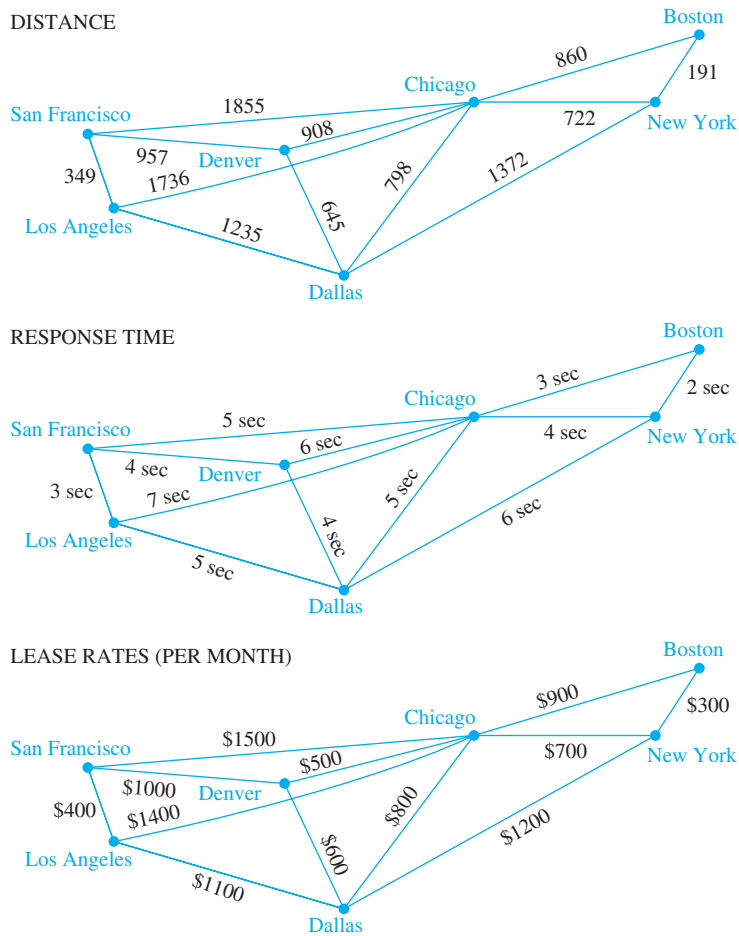 DISTANCE
Boston
860
191
Chicago
San Francisco
1855
908
722
New York
957
Denver
349
1736
798
1372
Los Angeles
1235
645
Dallas
RESPONSE TIME
Boston
3 sec
2 sec
Chicago
San Francisco
5 sec
6 sec
4 sec
New York
4 sec
Denver
3 sec
7 sec
5 sec
6 sec
Los Angeles
5 sec
4 sec
Dallas
LEASE RATES (PER MONTH)
Boston
$900
$300
Chicago
San Francisco
$1500
$500
$700
New York
$1000
Denver
$400
$1400
$800
$1200
Los Angeles
$1100
$600
Dallas